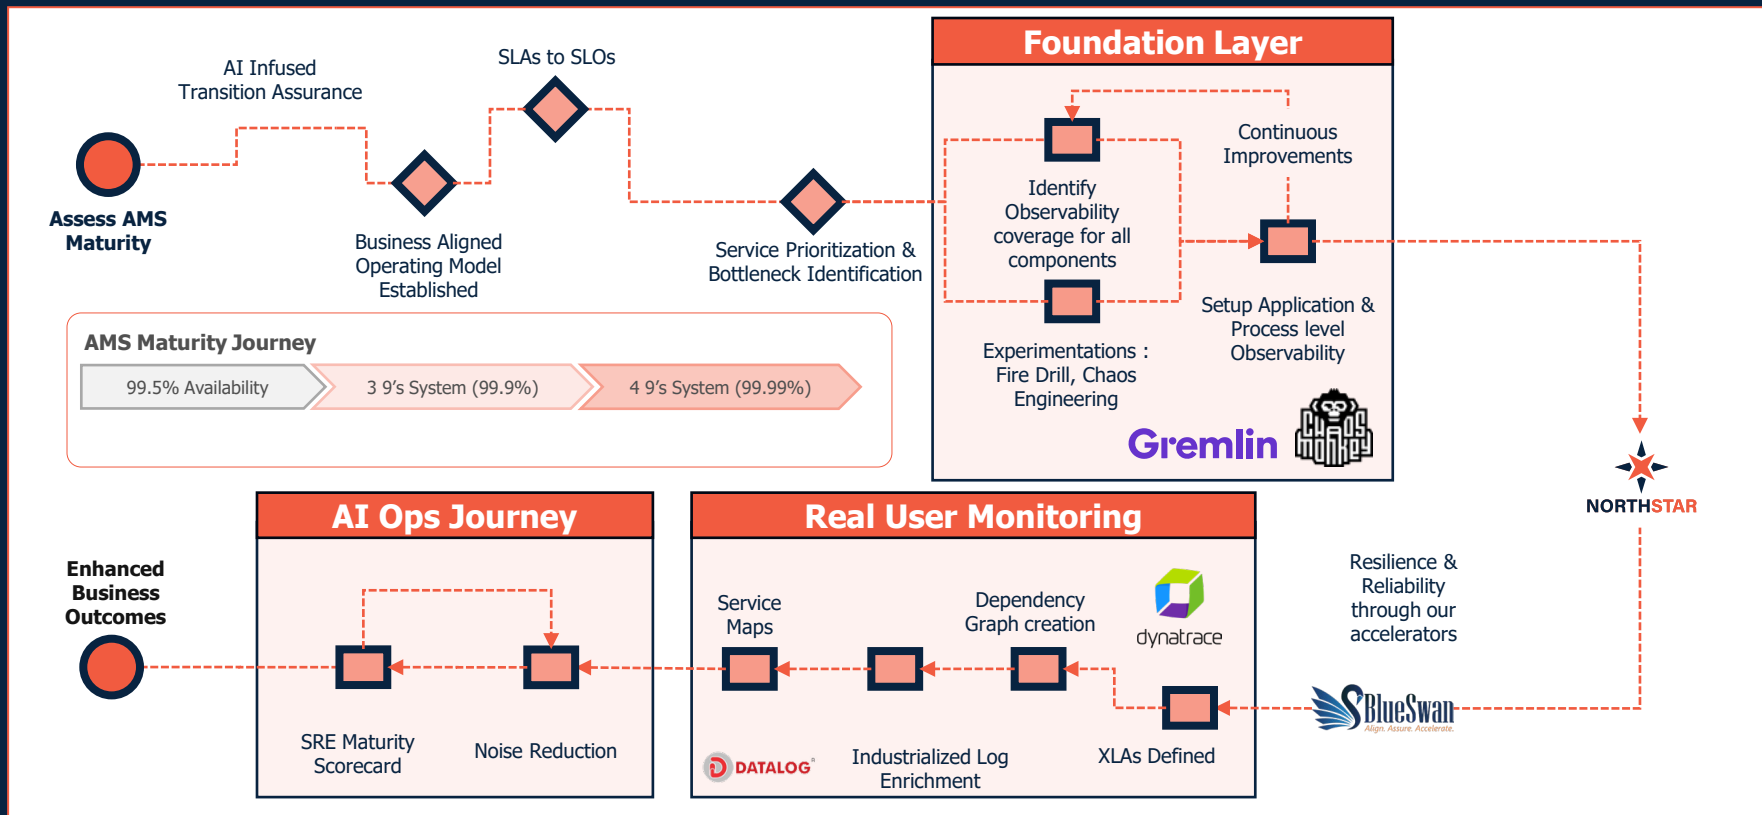 AI Infused
Transition Assurance
SLAs to SLOs
Assess AMS
Maturity
Business Aligned
Operating Model
Established
Service Prioritization &
Bottleneck Identification
Foundation Layer
Continuous
Improvements
Identify
Observability
coverage for all
components
Setup Application &
Process level
Observability
Experimentations :
Fire Drill, Chaos
Engineering
Gremlin
CHAOS
MONKEY
AMS Maturity Journey
99.5% Availability
3 9’s System (99.9%)
4 9’s System (99.99%)
NORTHSTAR
Resilience &
Reliability
through our
accelerators
BlueSwan
Align. Assure. Accelerate.
Real User Monitoring
dynatrace
XLAs Defined
Dependency
Graph creation
Industrialized Log
Enrichment
Service
Maps
DATALOG
AI Ops Journey
Noise Reduction
SRE Maturity
Scorecard
Enhanced
Business
Outcomes